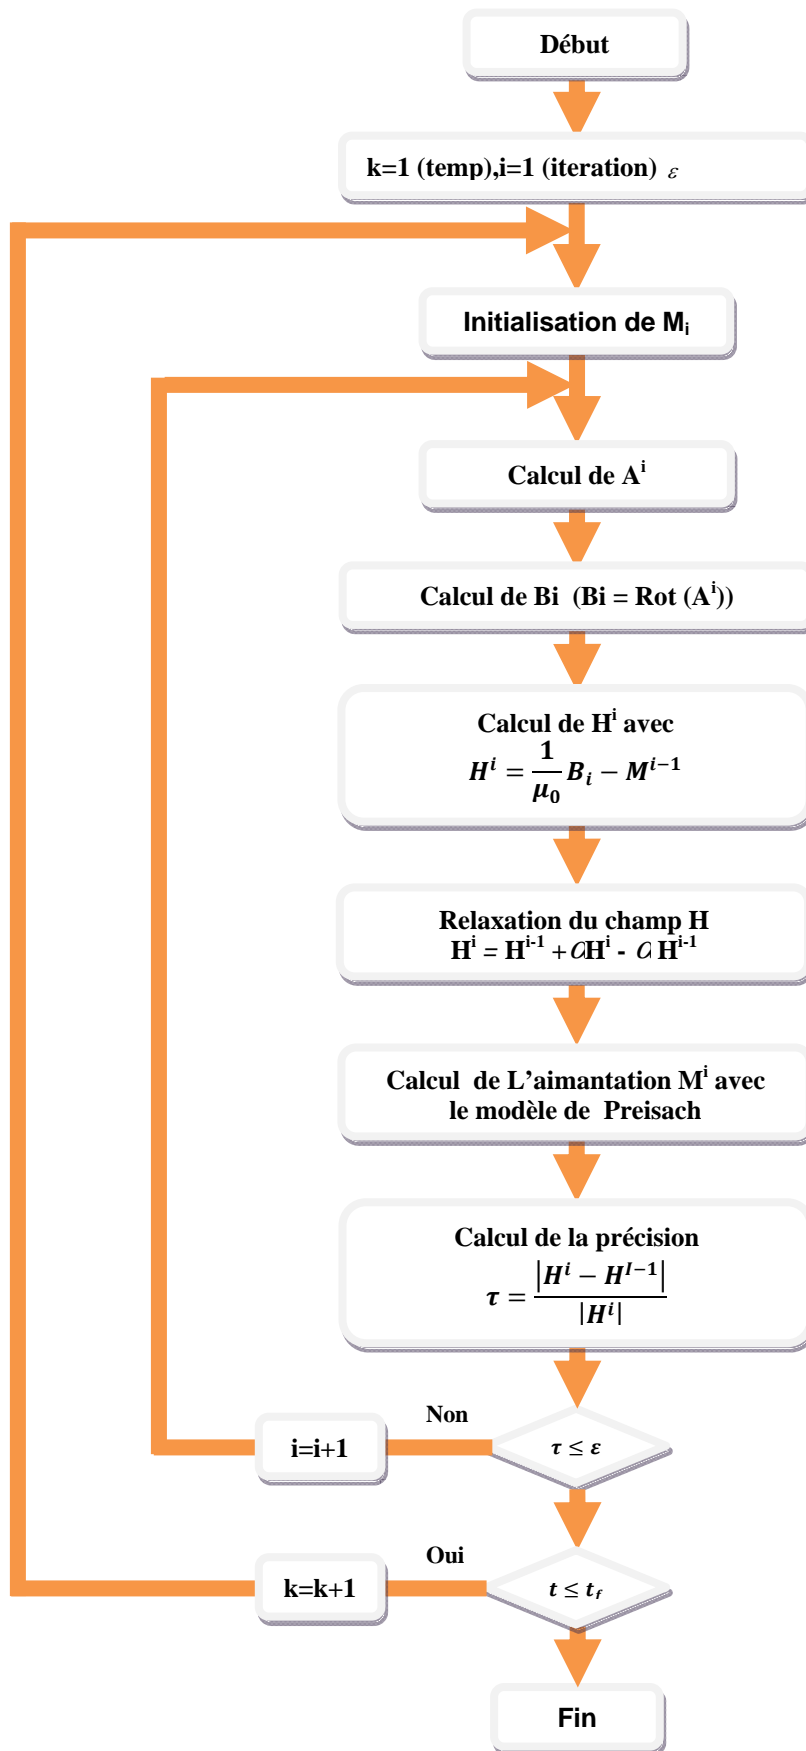 Début
k=1 (temp),i=1 (iteration) ε
Initialisation de Mᵢ
Calcul de Aⁱ
Calcul de Bi (Bi = Rot (Aⁱ))
Calcul de Hⁱ avec
Hⁱ = 1/μ₀ Bᵢ − Mⁱ⁻¹
Relaxation du champ H
Hⁱ = Hⁱ⁻¹ + αHⁱ - α Hⁱ⁻¹
Calcul de L’aimantation Mⁱ avec
le modèle de Preisach
Calcul de la précision
τ = |Hⁱ − Hᴵ⁻¹| / |Hⁱ|
Non
i=i+1
τ ≤ ε
Oui
k=k+1
t ≤ t_f
Fin